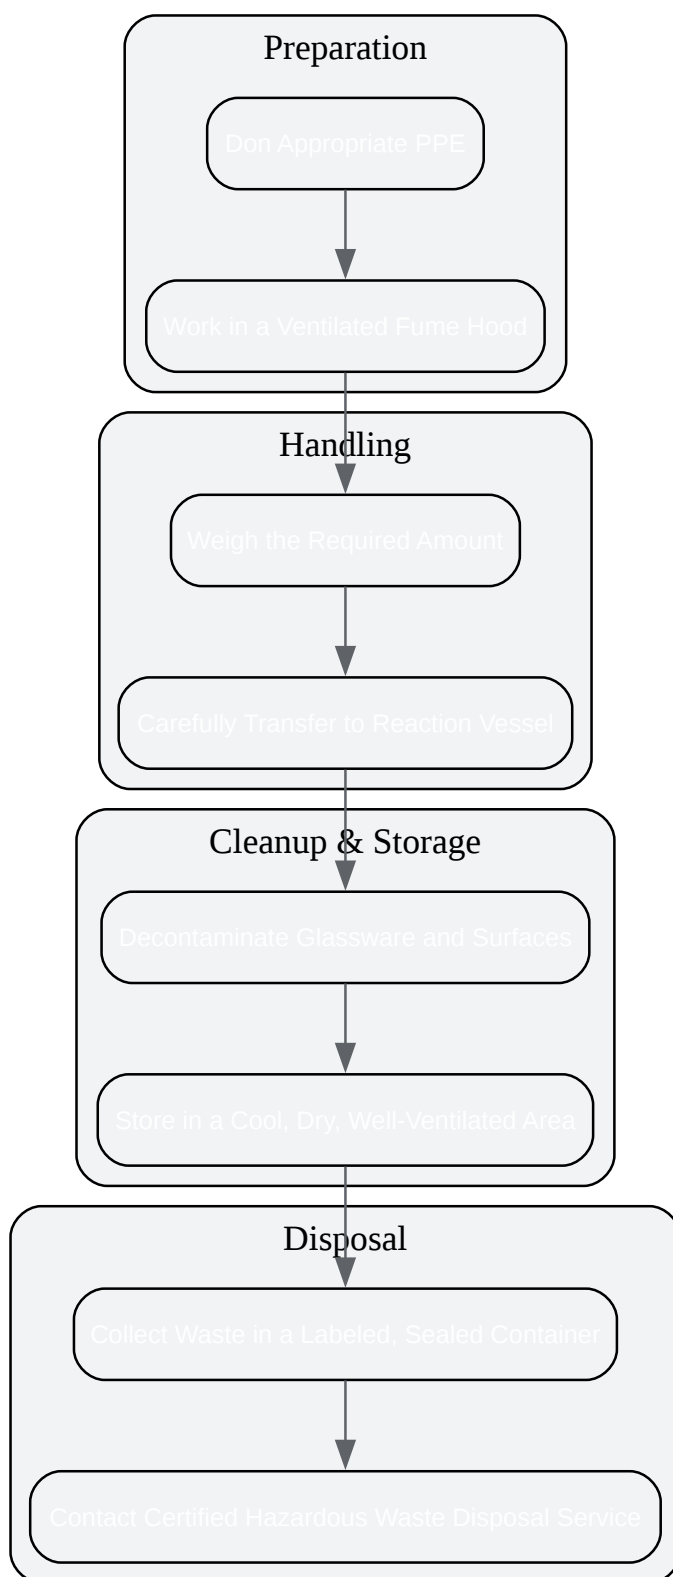 Preparation
Don Appropriate PPE
Work in a Ventilated Fume Hood
Handling
Weigh the Required Amount
Carefully Transfer to Reaction Vessel
Cleanup & Storage
Decontaminate Glassware and Surfaces
Store in a Cool, Dry, Well-Ventilated Area
Disposal
Collect Waste in a Labeled, Sealed Container
Contact Certified Hazardous Waste Disposal Service